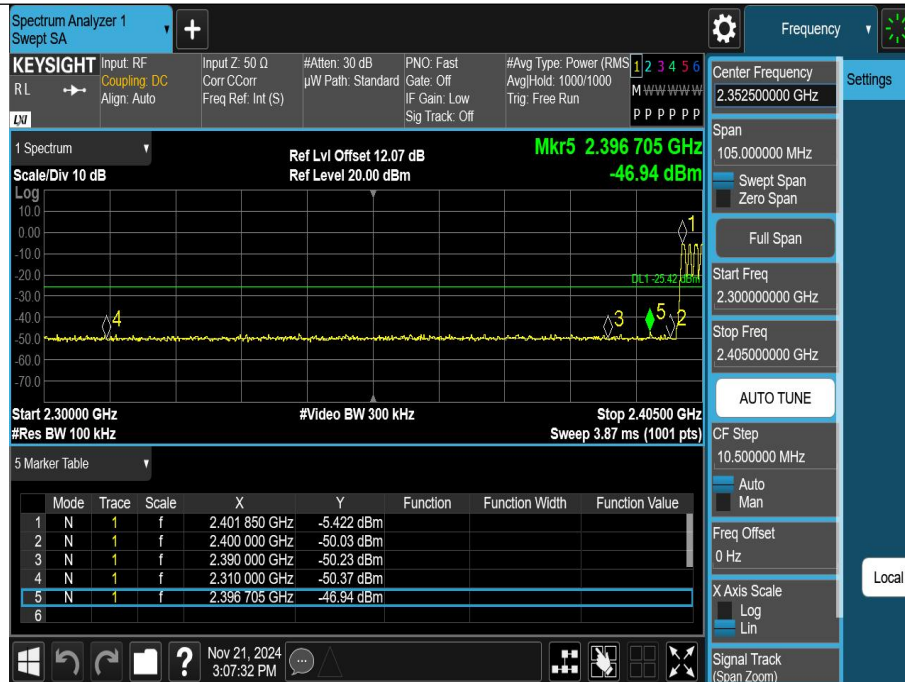 Spectrum Analyzer 1
Swept SA
+
Frequency
KEYSIGHT
RL
LXI
Input: RF
Coupling: DC
Align: Auto
Input Z: 50 Ω
Corr CCorr
Freq Ref: Int (S)
#Atten: 30 dB
µW Path: Standard
PNO: Fast
Gate: Off
IF Gain: Low
Sig Track: Off
#Avg Type: Power (RMS
Avg|Hold: 1000/1000
Trig: Free Run
1 2 3 4 5 6
M W W W W W
P P P P P P
1 Spectrum
Scale/Div 10 dB
Ref Lvl Offset 12.07 dB
Ref Level 20.00 dBm
Mkr5 2.396 705 GHz
-46.94 dBm
Log
10.0
0.00
-10.0
-20.0
-30.0
-40.0
-50.0
-60.0
-70.0
1
DL1 -25.42 dBm
4
3
5
2
Start 2.30000 GHz
#Res BW 100 kHz
#Video BW 300 kHz
Stop 2.40500 GHz
Sweep 3.87 ms (1001 pts)
5 Marker Table
Mode Trace Scale X Y Function Function Width Function Value
1 N 1 f 2.401 850 GHz -5.422 dBm
2 N 1 f 2.400 000 GHz -50.03 dBm
3 N 1 f 2.390 000 GHz -50.23 dBm
4 N 1 f 2.310 000 GHz -50.37 dBm
5 N 1 f 2.396 705 GHz -46.94 dBm
6
?
Nov 21, 2024
3:07:32 PM
Center Frequency
2.352500000 GHz
Span
105.000000 MHz
Swept Span
Zero Span
Full Span
Start Freq
2.300000000 GHz
Stop Freq
2.405000000 GHz
AUTO TUNE
CF Step
10.500000 MHz
Auto
Man
Freq Offset
0 Hz
X Axis Scale
Log
Lin
Signal Track
(Span Zoom)
Settings
Local